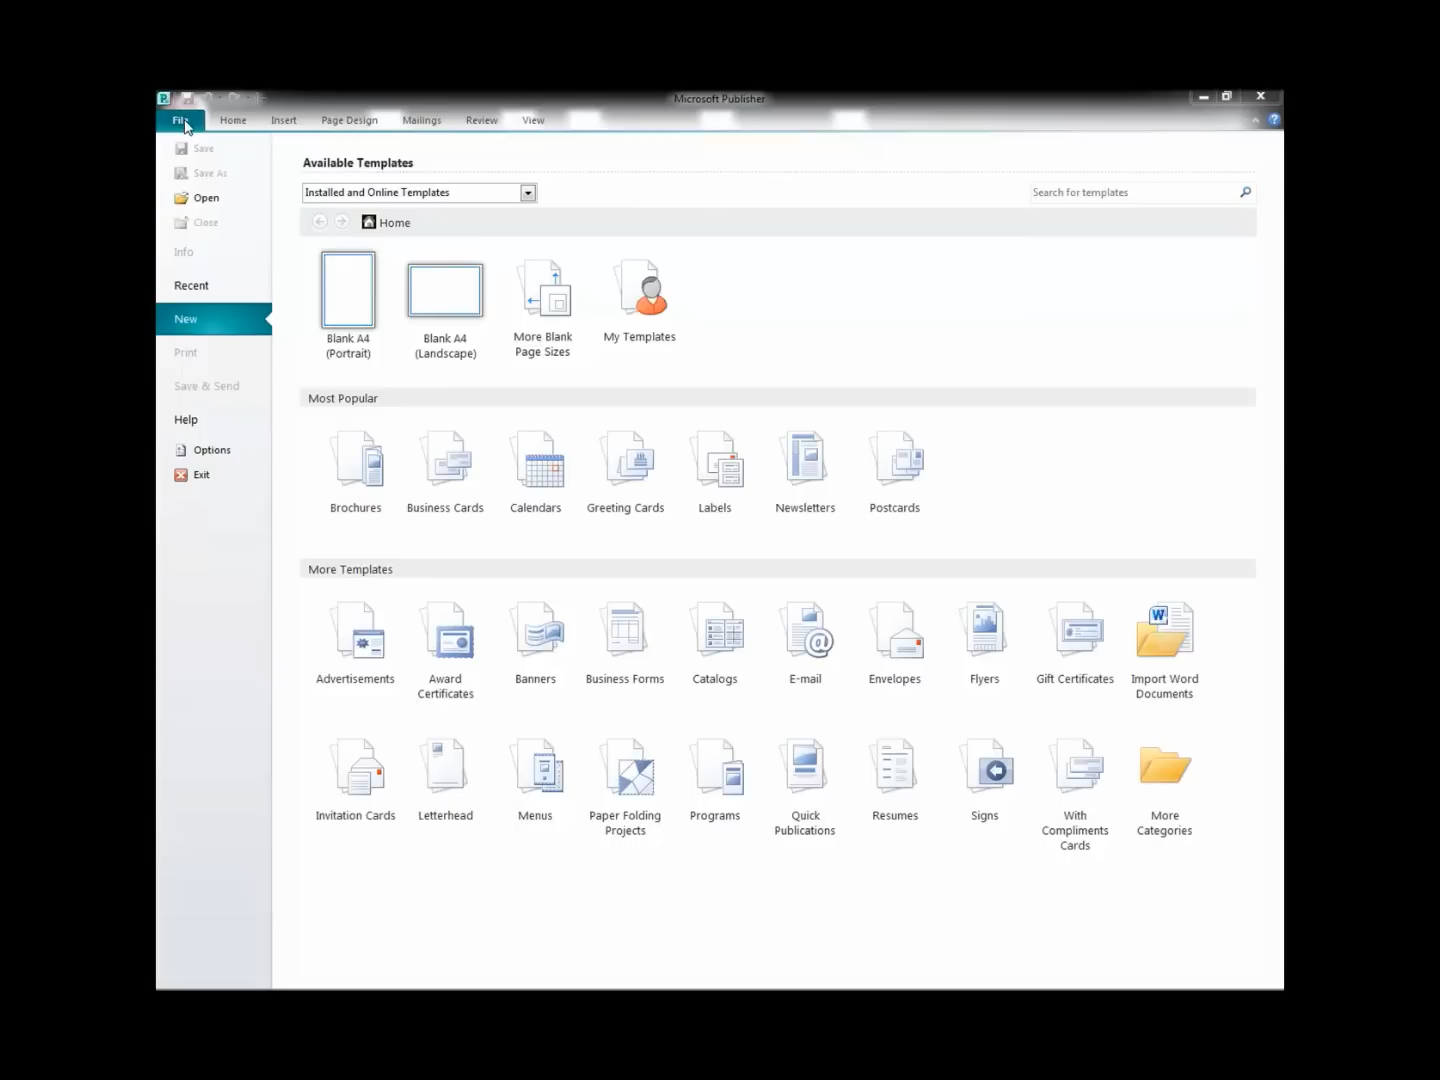 Microsoft Publisher
File Home Insert Page Design Mailings Review View
Save
Save As
Open
Close
Info
Recent
New
Print
Save & Send
Help
Options
Exit
Available Templates
Installed and Online Templates
Search for templates
Home
Blank A4 (Portrait)
Blank A4 (Landscape)
More Blank Page Sizes
My Templates
Most Popular
Brochures
Business Cards
Calendars
Greeting Cards
Labels
Newsletters
Postcards
More Templates
Advertisements
Award Certificates
Banners
Business Forms
Catalogs
E-mail
Envelopes
Flyers
Gift Certificates
Import Word Documents
Invitation Cards
Letterhead
Menus
Paper Folding Projects
Programs
Quick Publications
Resumes
Signs
With Compliments Cards
More Categories